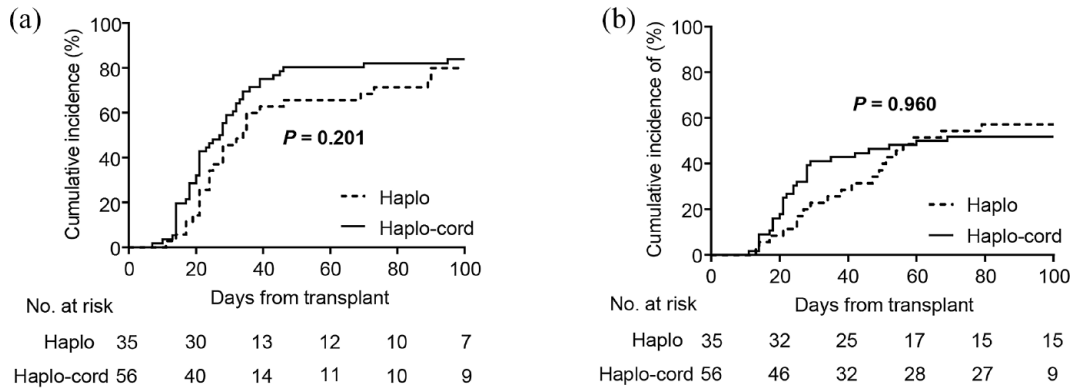 (a)
Cumulative incidence (%)
100
80
60
40
20
0
P = 0.201
Haplo
Haplo-cord
0 20 40 60 80 100
Days from transplant
No. at risk
Haplo 35 30 13 12 10 7
Haplo-cord 56 40 14 11 10 9
(b)
Cumulative incidence of (%)
100
80
60
40
20
0
P = 0.960
Haplo
Haplo-cord
0 20 40 60 80 100
Days from transplant
No. at risk
Haplo 35 32 25 17 15 15
Haplo-cord 56 46 32 28 27 9